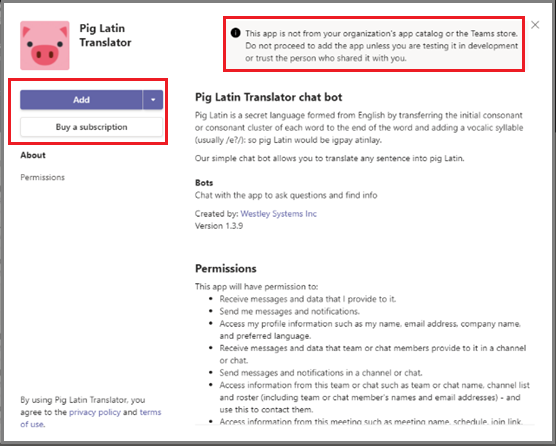 Pig Latin
Translator
This app is not from your organization's app catalog or the Teams store.
Do not proceed to add the app unless you are testing it in development
or trust the person who shared it with you.
Add
Buy a subscription
About
Permissions
Pig Latin Translator chat bot
Pig Latin is a secret language formed from English by transferring the initial consonant
or consonant cluster of each word to the end of the word and adding a vocalic syllable
(usually /e?/): so pig Latin would be igpay atinlay.
Our simple chat bot allows you to translate any sentence into pig Latin.
Bots
Chat with the app to ask questions and find info
Created by: Westley Systems Inc
Version 1.3.9
Permissions
This app will have permission to:
• Receive messages and data that I provide to it.
• Send me messages and notifications.
• Access my profile information such as my name, email address, company name,
and preferred language.
• Receive messages and data that team or chat members provide to it in a channel
or chat.
• Send messages and notifications in a channel or chat.
• Access information from this team or chat such as team or chat name, channel list
and roster (including team or chat member's names and email addresses) - and
use this to contact them.
• Access information from this meeting such as meeting name, schedule, join link,
By using Pig Latin Translator, you
agree to the privacy policy and terms
of use.